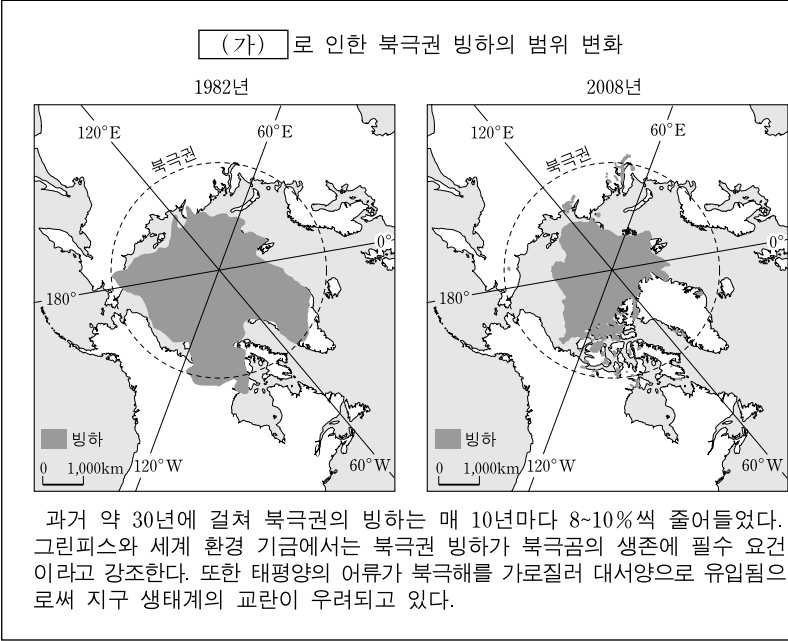 (가) 로 인한 북극권 빙하의 범위 변화
1982년
120°E
60°E
북극권
0°
180°
빙하
0 1,000km
120°W
60°W
2008년
120°E
60°E
북극권
0°
180°
빙하
0 1,000km
120°W
60°W
과거 약 30년에 걸쳐 북극권의 빙하는 매 10년마다 8~10%씩 줄어들었다.
그린피스와 세계 환경 기금에서는 북극권 빙하가 북극곰의 생존에 필수 요건
이라고 강조한다. 또한 태평양의 어류가 북극해를 가로질러 대서양으로 유입됨으
로써 지구 생태계의 교란이 우려되고 있다.